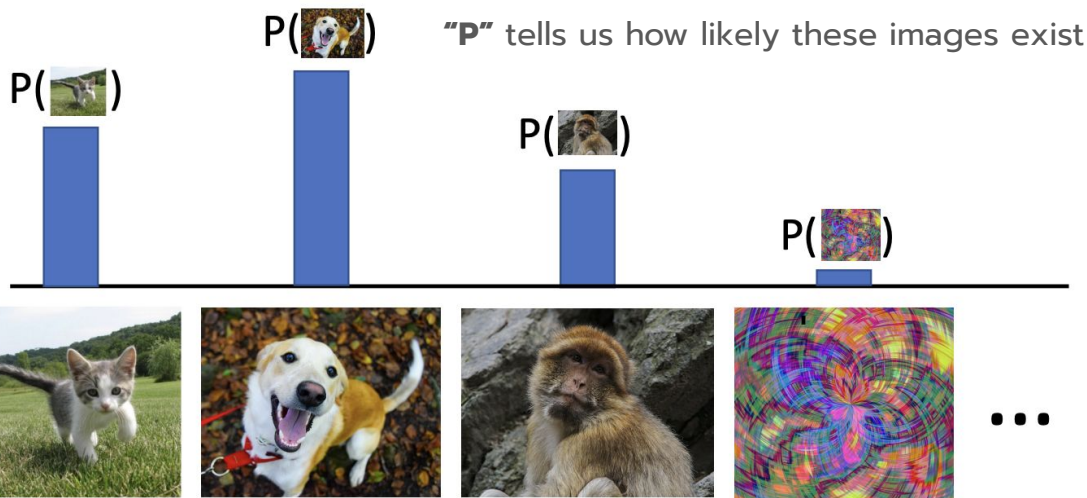 P( )
"P" tells us how likely these images exist
P( )
P( )
P( )
...